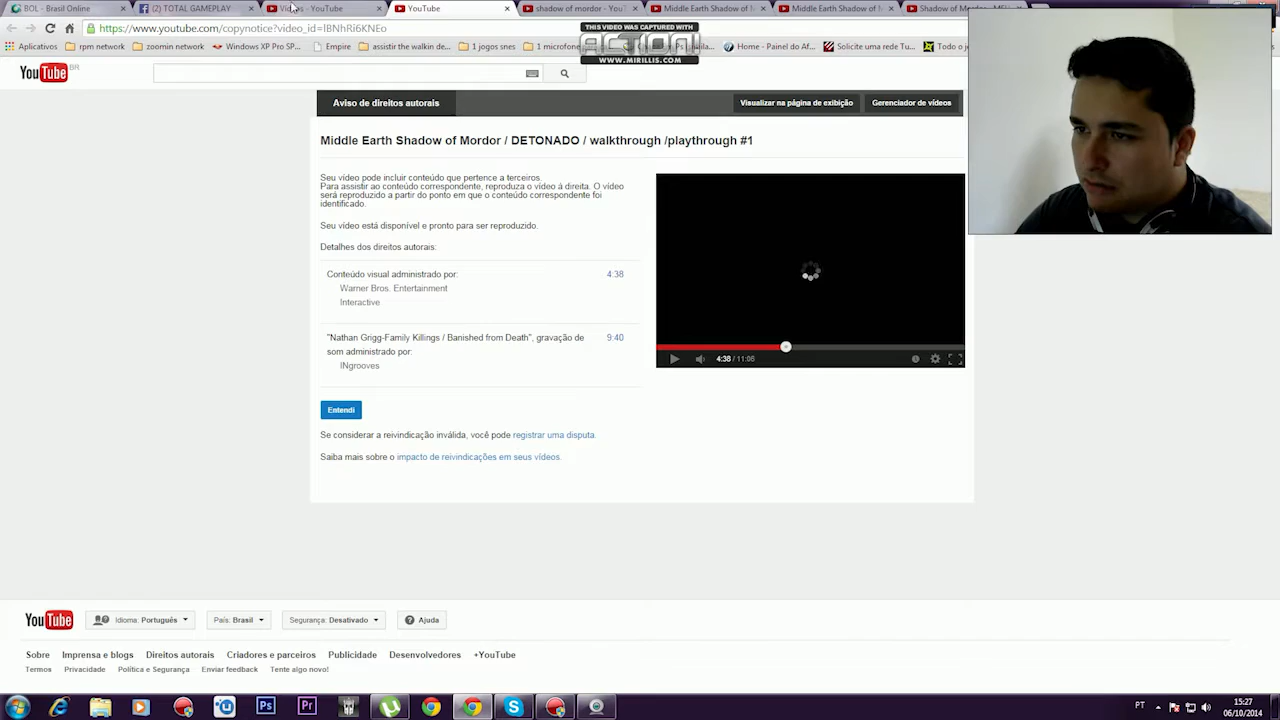 BOL - Brasil Online
TOTAL GAMEPLAY
Videos - YouTube
YouTube
shadow of mordor - YouT
Middle Earth Shadow of M
Middle Earth Shadow of M
https://www.youtube.com/copynotice?video_id=
THIS VIDEO WAS CAPTURED WITH
ACTION!
WWW.MIRILLIS.COM
Aplicativos
rpm network
zoomin network
Windows XP Pro SP...
Empire
assist the walkin de...
1 jogos snes
1 microfone
Home - Painel do Af...
Solicite uma rede Tu...
Todo o
YouTube BR
Aviso de direitos autorais
Visualizar na página de exibição
Gerenciador de vídeos
Middle Earth Shadow of Mordor / DETONADO / walkthrough /playthrough #1
Seu vídeo pode incluir conteúdo que pertence a terceiros.
Para assistir ao conteúdo correspondente, reproduza o vídeo à direita. O vídeo
será reproduzido a partir do ponto em que o conteúdo correspondente foi
identificado.
Seu vídeo está disponível e pronto para ser reproduzido.
Detalhes dos direitos autorais:
Conteúdo visual administrado por: 4:38
Warner Bros. Entertainment
Interactive
"Nathan Grigg-Family Killings / Banished from Death", gravação de 9:40
som administrado por:
INgrooves
4:38 / 11:06
Entendi
Se considerar a reivindicação inválida, você pode registrar uma disputa.
Saiba mais sobre o impacto de reivindicações em seus vídeos.
YouTube
Idioma: Português
País: Brasil
Segurança: Desativado
Ajuda
Sobre
Imprensa e blogs
Direitos autorais
Criadores e parceiros
Publicidade
Desenvolvedores
+YouTube
Termos
Privacidade
Política e Segurança
Enviar feedback
Tente algo novo!
Ps
Pr
PT
15:27
06/10/2014